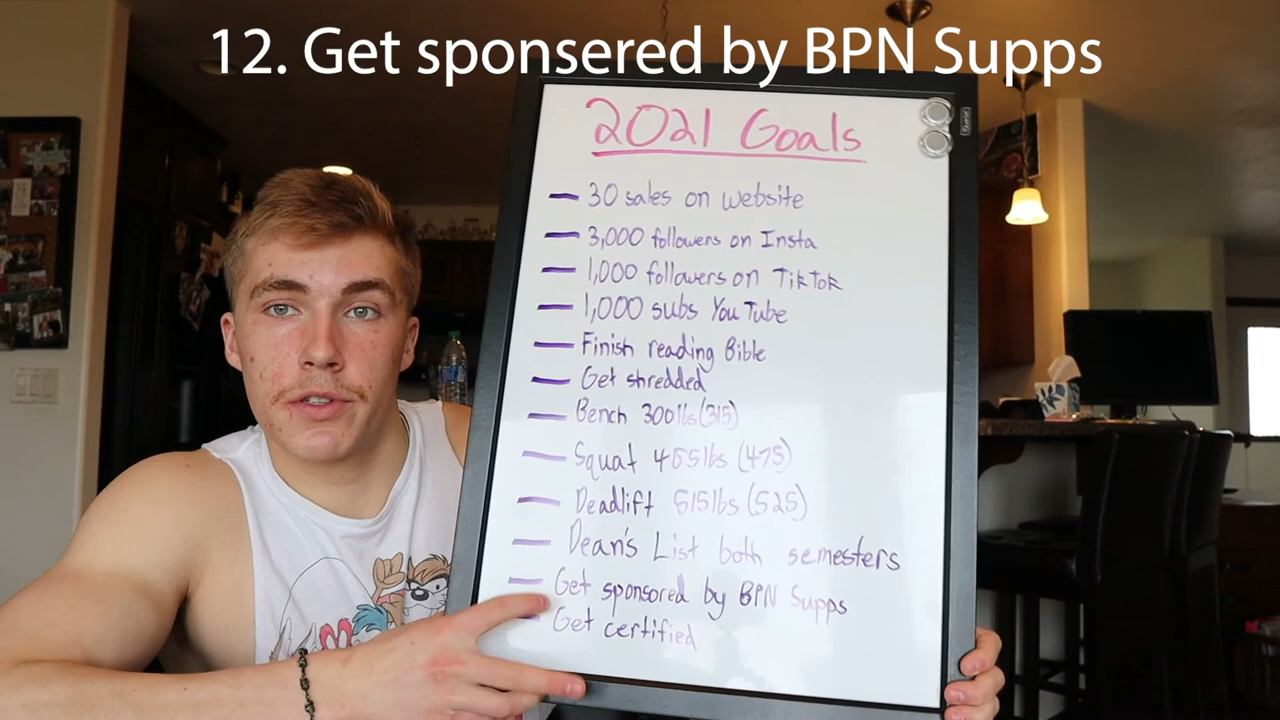 12. Get sponsered by BPN Supps
2021 Goals
— 30 sales on website
— 3,000 followers on Insta
— 1,000 followers on TikTok
— 1,000 subs YouTube
— Finish reading Bible
— Get shredded
— Bench 300lbs (315)
— Squat 455lbs (475)
— Deadlift 515lbs (525)
— Dean's List both semesters
— Get sponsored by BPN Supps
— Get certified